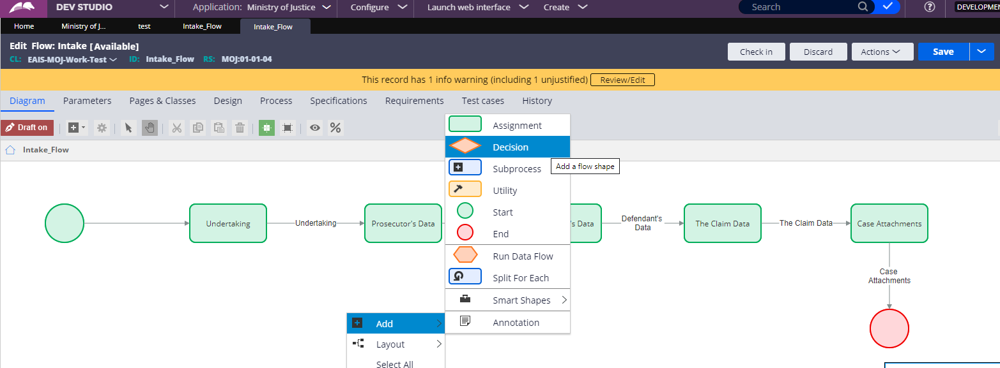 DEV STUDIO
Application: Ministry of Justice
Configure
Launch web interface
Create
Search
Home
Ministry of J...
test
Intake_Flow
Intake_Flow
Edit Flow: Intake [Available]
CL: EAIS-MOJ-Work-Test ID: Intake_Flow RS: MOJ:01-01-04
Check in
Discard
Actions
Save
This record has 1 info warning (including 1 unjustified) Review/Edit
Diagram
Parameters
Pages & Classes
Design
Process
Specifications
Requirements
Test cases
History
Draft on
Intake_Flow
Assignment
Decision
Add a flow shape
Subprocess
Utility
Start
End
Run Data Flow
Split For Each
Smart Shapes
Annotation
Undertaking
Undertaking
Prosecutor's Data
's Data
Defendant's
Data
The Claim Data
The Claim Data
Case Attachments
Case
Attachments
Add
Layout
Select All